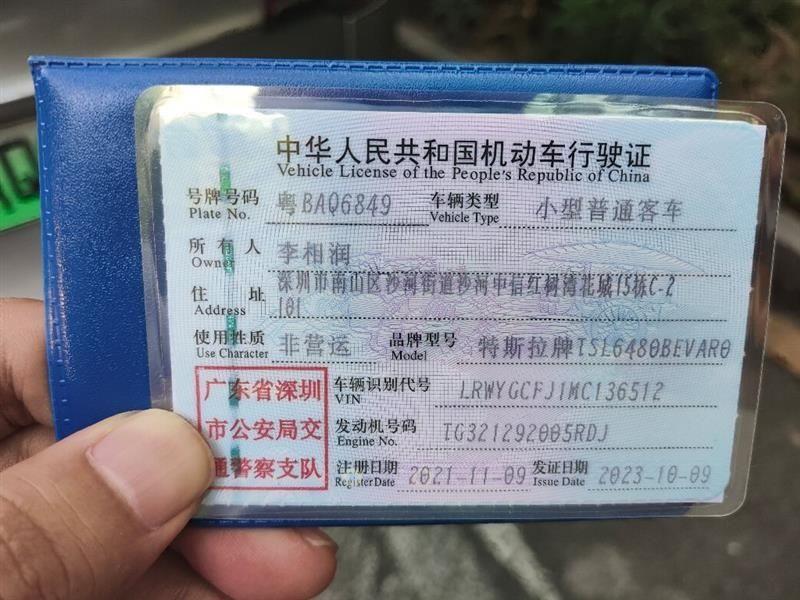 中华人民共和国机动车行驶证
Vehicle License of the People's Republic of China
号牌号码 粤BAQ6849 车辆类型 小型普通客车
Plate No. Vehicle Type
所有人 李相润
Owner
住址 深圳市南山区沙河街道沙河中信红树湾花城15栋C-2
Address 101
使用性质 非营运 品牌型号 特斯拉牌TSL6480BEVAR0
Use Character Model
广东省深圳 车辆识别代号 LRWYGCFJ1MC136512
VIN
市公安局交 发动机号码 TG321292005RDJ
Engine No.
通警察支队 注册日期 2021-11-09 发证日期 2023-10-09
Register Date Issue Date